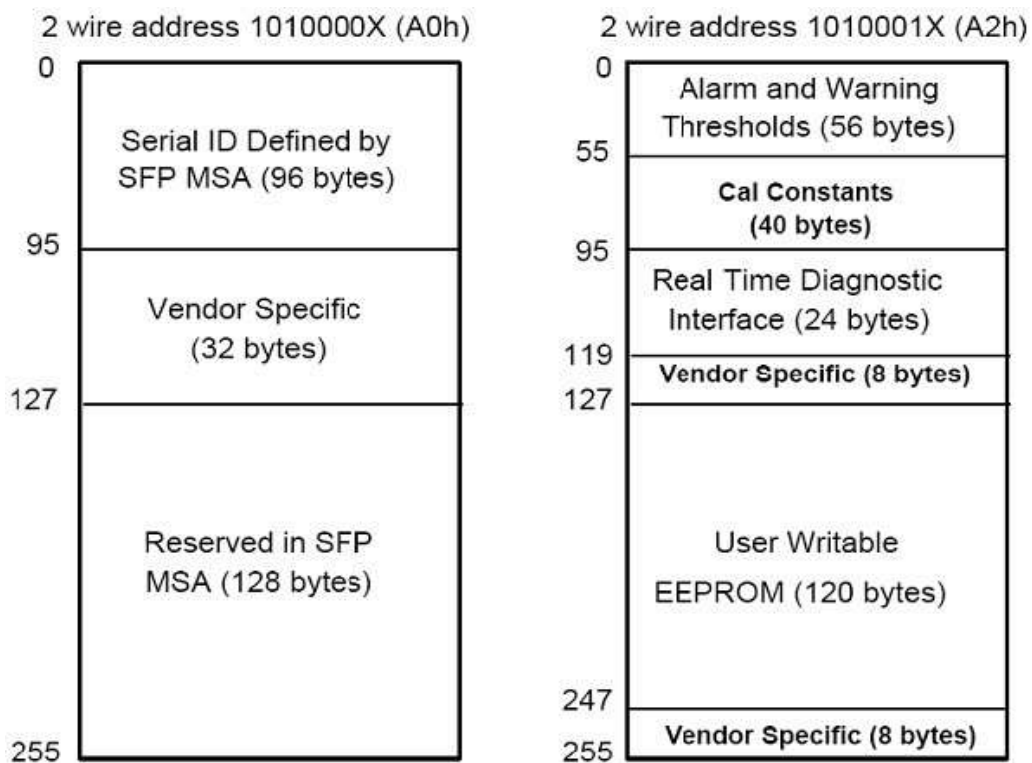 2 wire address 1010000X (A0h)
0
Serial ID Defined by
SFP MSA (96 bytes)
95
Vendor Specific
(32 bytes)
127
Reserved in SFP
MSA (128 bytes)
255
2 wire address 1010001X (A2h)
0
Alarm and Warning
Thresholds (56 bytes)
55
Cal Constants
(40 bytes)
95
Real Time Diagnostic
Interface (24 bytes)
119
Vendor Specific (8 bytes)
127
User Writable
EEPROM (120 bytes)
247
Vendor Specific (8 bytes)
255